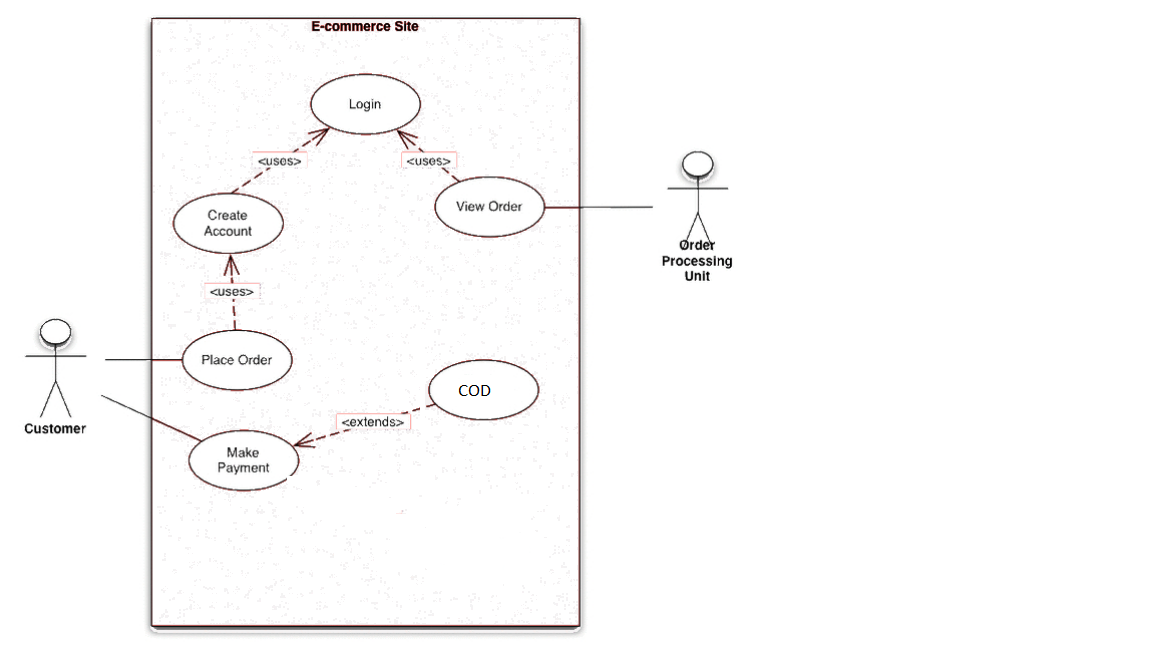 E-commerce Site
Login
<uses>
<uses>
Create
Account
View Order
Order
Processing
Unit
<uses>
Place Order
COD
<extends>
Customer
Make
Payment